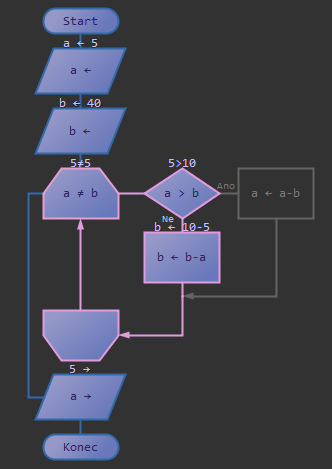 Start
a ← 5
a ←
b ← 40
b ←
5≠5
a ≠ b
5>10
a > b
Ano
a ← a-b
Ne
b ← 10-5
b ← b-a
5 →
a →
Konec